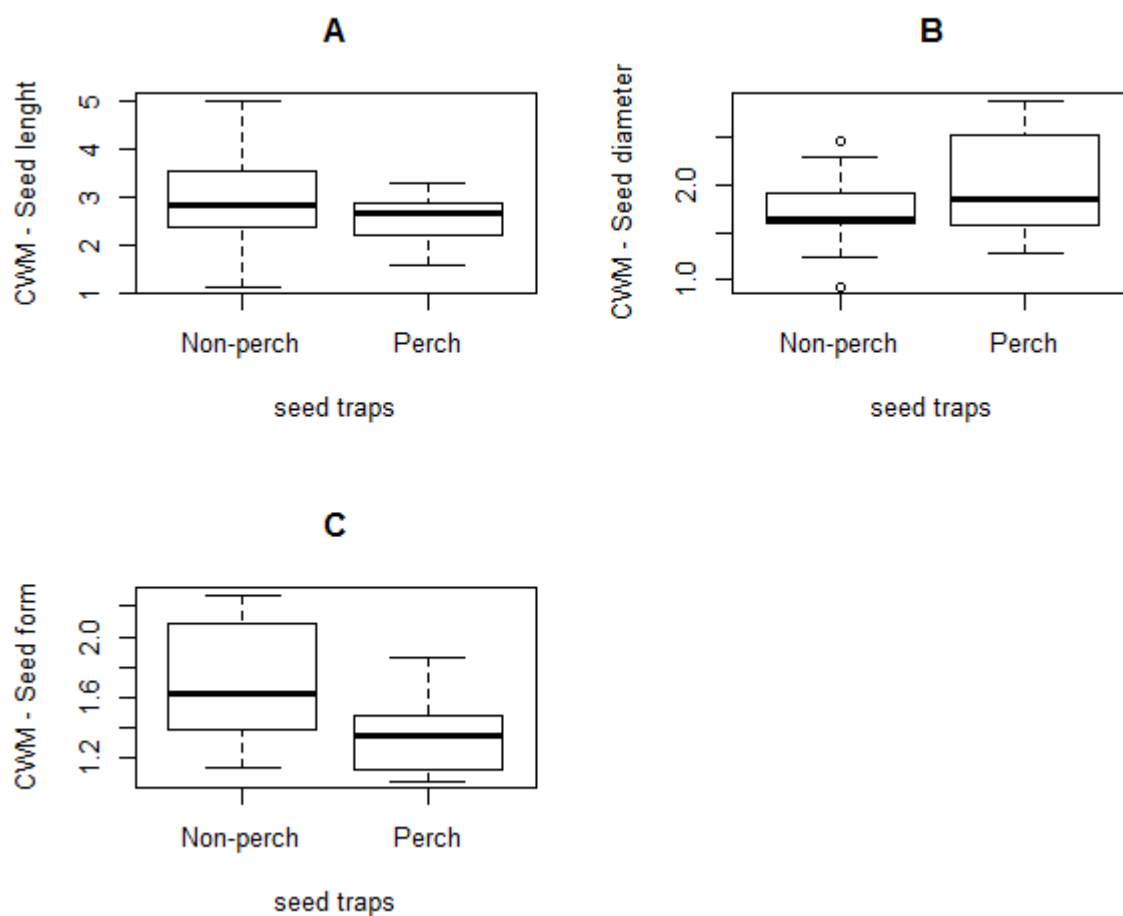 A
CWM - Seed lenght
5
4
3
2
1
Non-perch Perch
seed traps
B
CWM - Seed diameter
2.0
1.0
Non-perch Perch
seed traps
C
CWM - Seed form
2.0
1.6
1.2
Non-perch Perch
seed traps